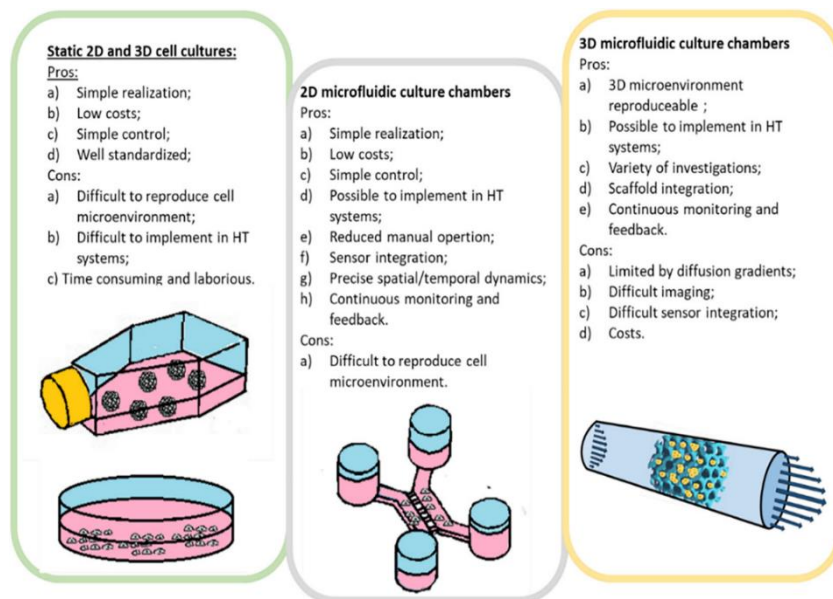 Static 2D and 3D cell cultures:
Pros:
a) Simple realization;
b) Low costs;
c) Simple control;
d) Well standardized;
Cons:
a) Difficult to reproduce cell
microenvironment;
b) Difficult to implement in HT
systems;
c) Time consuming and laborious.
2D microfluidic culture chambers
Pros:
a) Simple realization;
b) Low costs;
c) Simple control;
d) Possible to implement in HT
systems;
e) Reduced manual opertion;
f) Sensor integration;
g) Precise spatial/temporal dynamics;
h) Continuous monitoring and
feedback.
Cons:
a) Difficult to reproduce cell
microenvironment.
3D microfluidic culture chambers
Pros:
a) 3D microenvironment
reproduceable ;
b) Possible to implement in HT
systems;
c) Variety of investigations;
d) Scaffold integration;
e) Continuous monitoring and
feedback.
Cons:
a) Limited by diffusion gradients;
b) Difficult imaging;
c) Difficult sensor integration;
d) Costs.